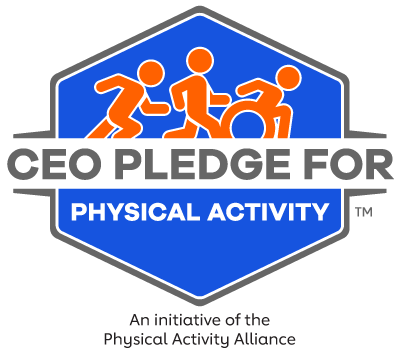 CEO PLEDGE FOR
PHYSICAL ACTIVITY ™
An initiative of the
Physical Activity Alliance